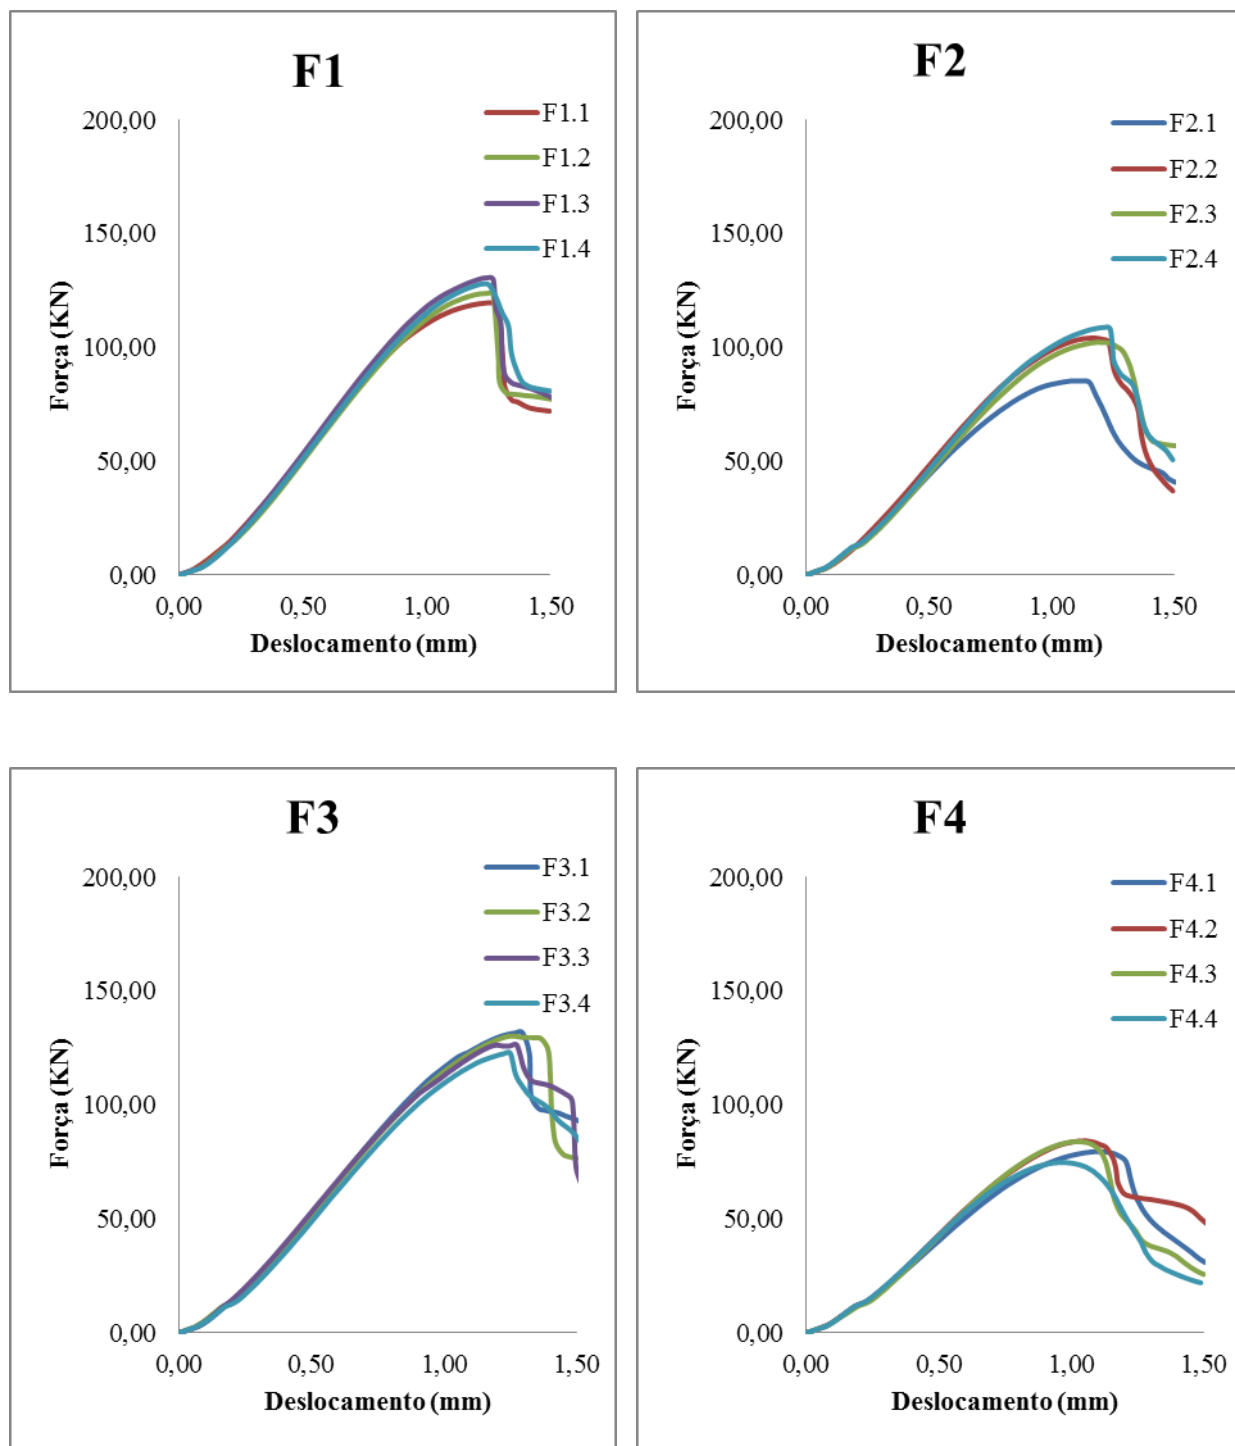 F1
F1.1
F1.2
F1.3
F1.4
200,00
150,00
100,00
50,00
0,00
Força (KN)
0,00 0,50 1,00 1,50
Deslocamento (mm)
F2
F2.1
F2.2
F2.3
F2.4
200,00
150,00
100,00
50,00
0,00
Força (KN)
0,00 0,50 1,00 1,50
Deslocamento (mm)
F3
F3.1
F3.2
F3.3
F3.4
200,00
150,00
100,00
50,00
0,00
Força (KN)
0,00 0,50 1,00 1,50
Deslocamento (mm)
F4
F4.1
F4.2
F4.3
F4.4
200,00
150,00
100,00
50,00
0,00
Força (KN)
0,00 0,50 1,00 1,50
Deslocamento (mm)